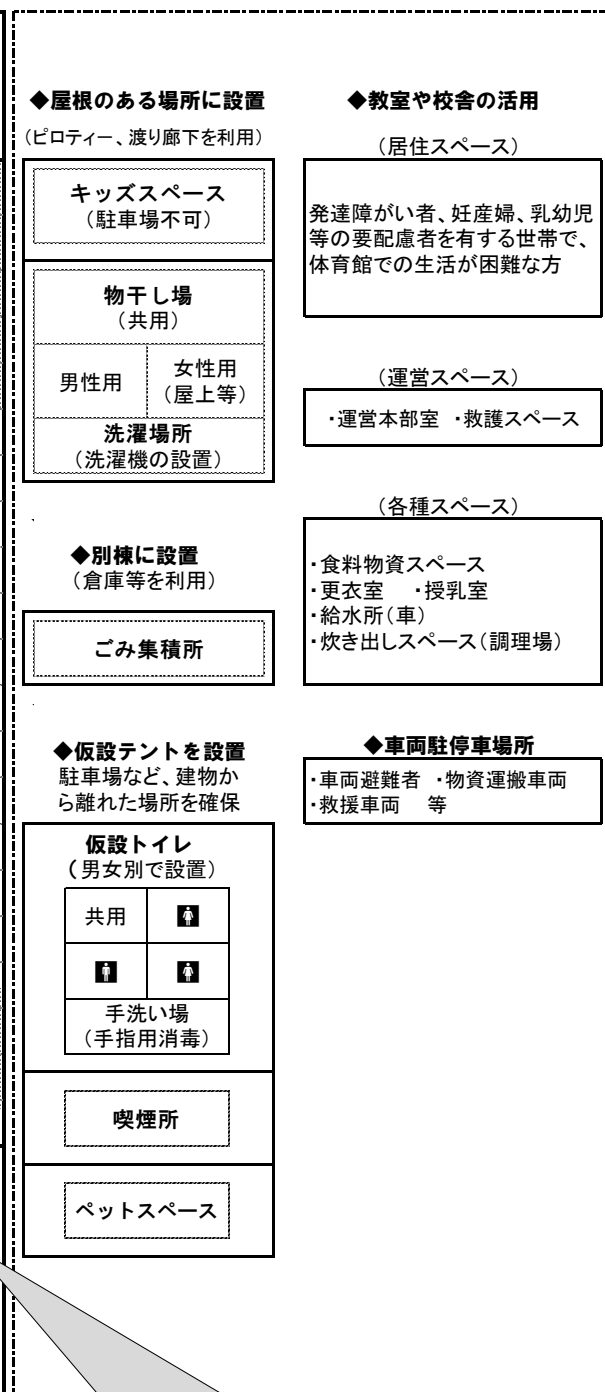 ◆屋根のある場所に設置
(ピロティー、渡り廊下を利用)
キッズスペース
(駐車場不可)
物干し場
(共用)
男性用
女性用
(屋上等)
洗濯場所
(洗濯機の設置)
◆別棟に設置
(倉庫等を利用)
ごみ集積所
◆仮設テントを設置
駐車場など、建物か
ら離れた場所を確保
仮設トイレ
(男女別で設置)
共用
手洗い場
(手指用消毒)
喫煙所
ペットスペース
◆教室や校舎の活用
(居住スペース)
発達障がい者、妊産婦、乳幼児
等の要配慮者を有する世帯で、
体育館での生活が困難な方
(運営スペース)
・運営本部室 ・救護スペース
(各種スペース)
・食料物資スペース
・更衣室 ・授乳室
・給水所(車)
・炊き出しスペース(調理場)
◆車両駐停車場所
・車両避難者 ・物資運搬車両
・救援車両 等